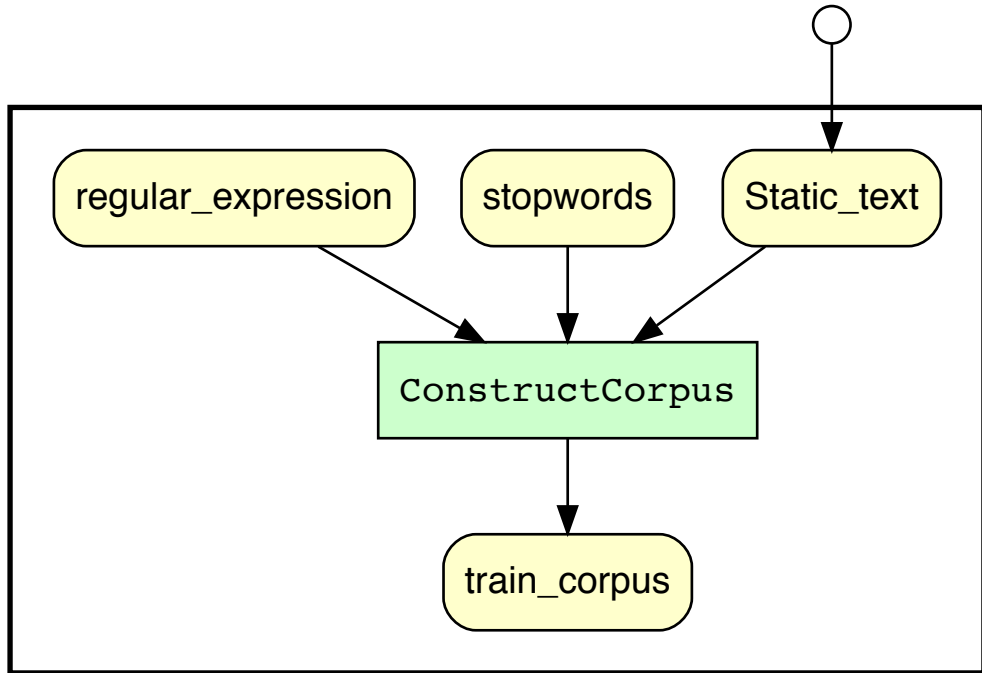 regular_expression
stopwords
Static_text
ConstructCorpus
train_corpus